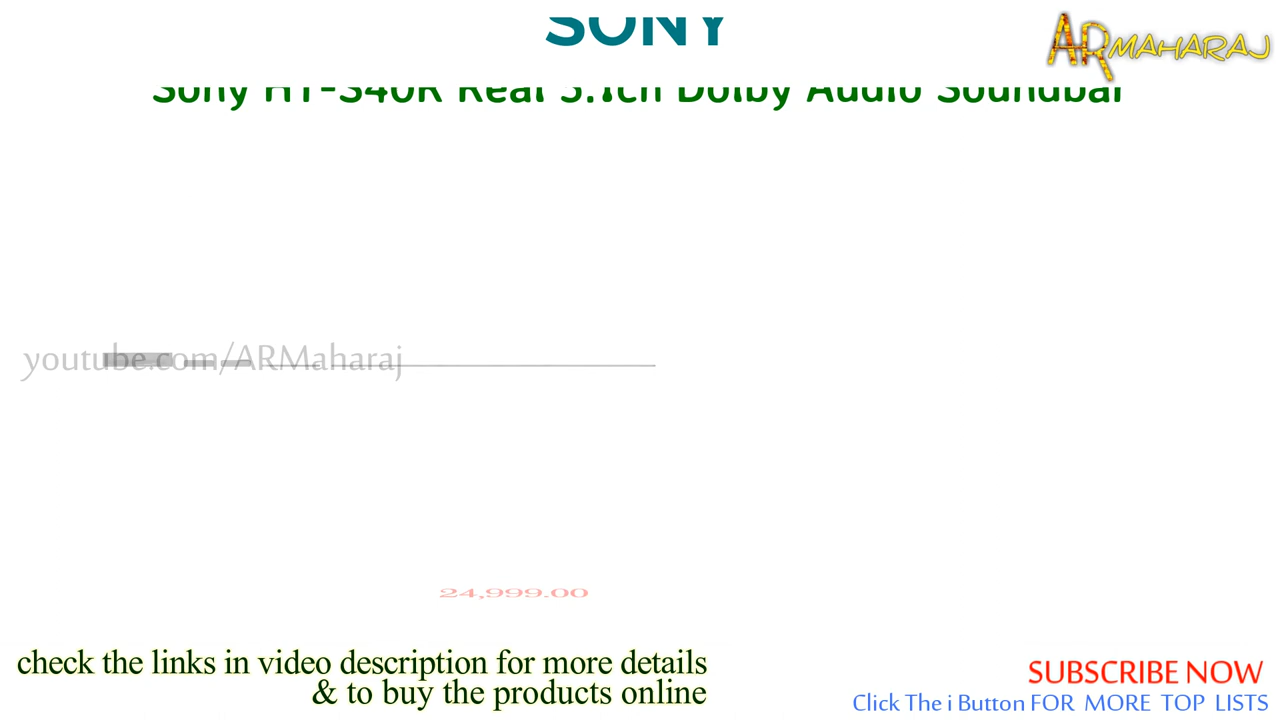 SONY
AR MAHARAJ
Sony HT-S40R Real 5.1ch Dolby Audio Soundbar
youtube.com/ARMaharaj
24,999.00
check the links in video description for more details
& to buy the products online
SUBSCRIBE NOW
Click The i Button FOR MORE TOP LISTS